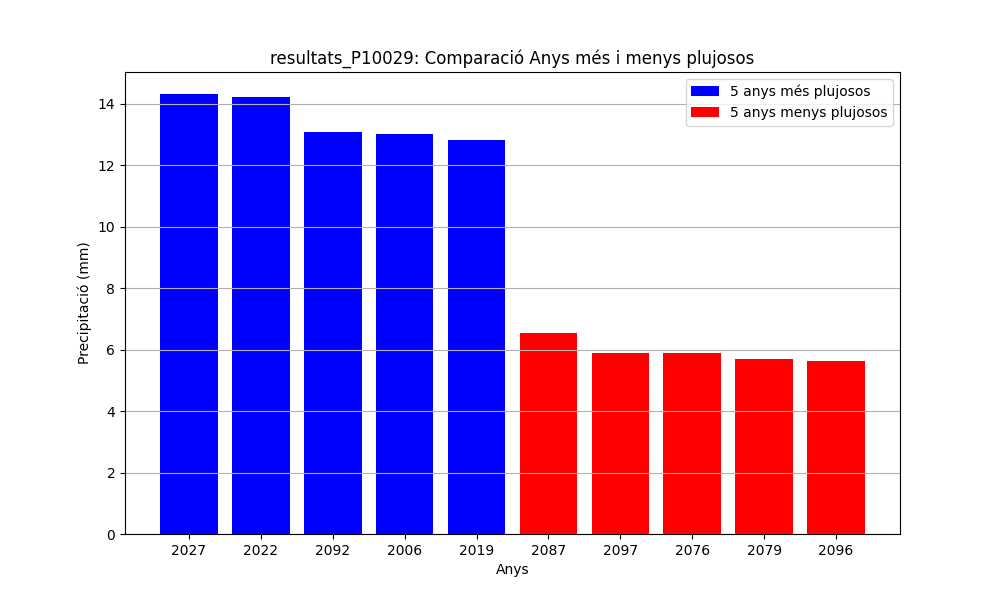 resultats_P10029: Comparació Anys més i menys plujosos
5 anys més plujosos
5 anys menys plujosos
14
12
10
8
6
4
2
0
Precipitació (mm)
2027 2022 2092 2006 2019 2087 2097 2076 2079 2096
Anys